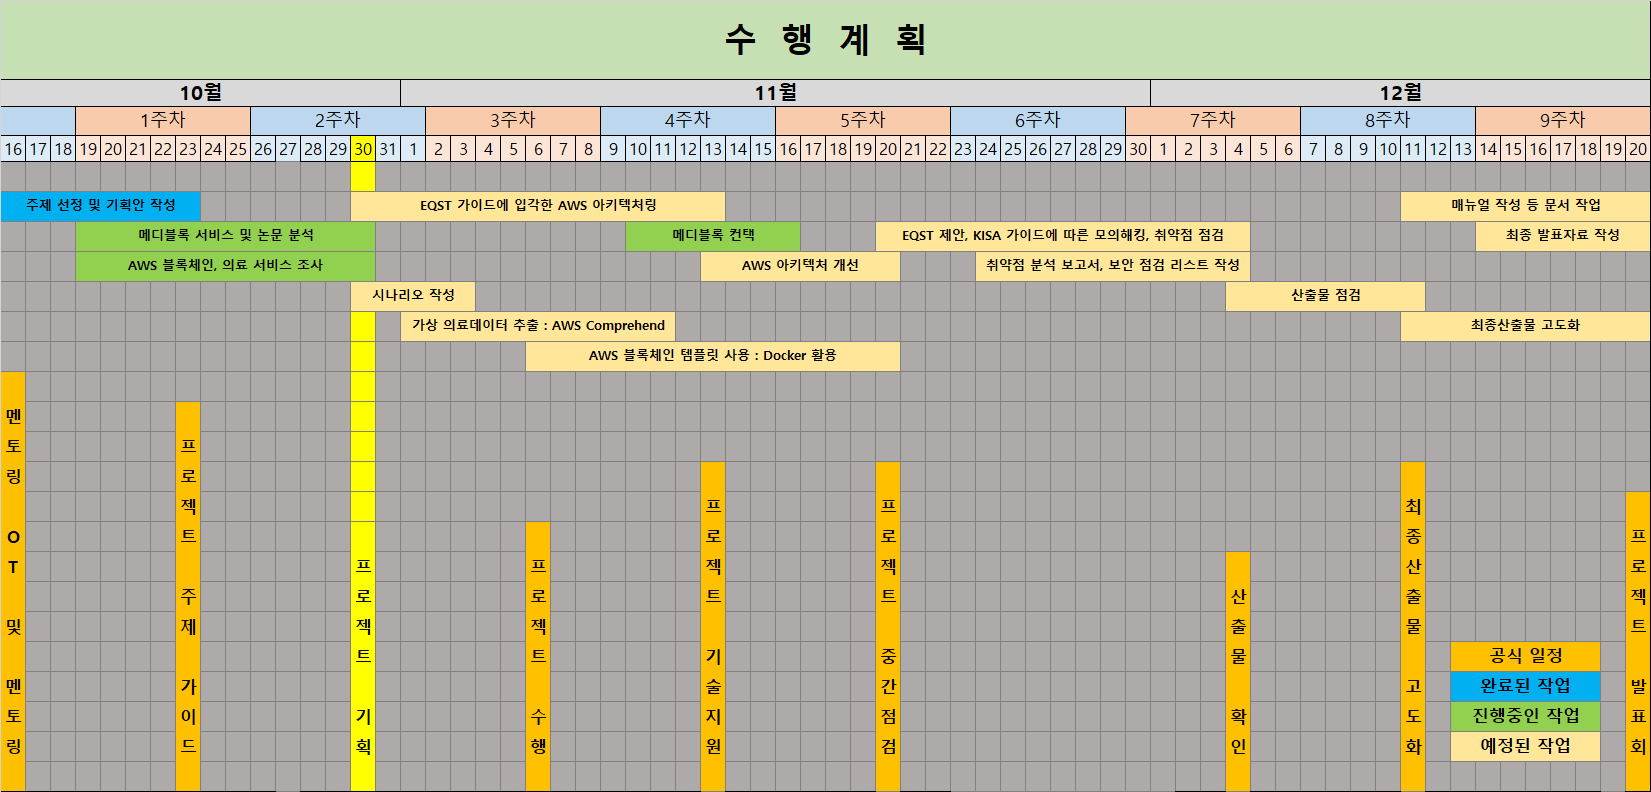 수 행 계 획
10월 11월 12월
1주차 2주차 3주차 4주차 5주차 6주차 7주차 8주차 9주차
16 17 18 19 20 21 22 23 24 25 26 27 28 29 30 31 1 2 3 4 5 6 7 8 9 10 11 12 13 14 15 16 17 18 19 20 21 22 23 24 25 26 27 28 29 30 1 2 3 4 5 6 7 8 9 10 11 12 13 14 15 16 17 18 19 20
주제 선정 및 기획안 작성 EQST 가이드에 입각한 AWS 아키텍처링 매뉴얼 작성 등 문서 작업
메디블록 서비스 및 논문 분석 메디블록 컨택 EQST 제안, KISA 가이드에 따른 모의해킹, 취약점 점검 최종 발표자료 작성
AWS 블록체인, 의료 서비스 조사 AWS 아키텍처 개선 취약점 분석 보고서, 보안 점검 리스트 작성
시나리오 작성 산출물 점검
가상 의료데이터 추출 : AWS Comprehend 최종산출물 고도화
AWS 블록체인 템플릿 사용 : Docker 활용
멘토링 OT 및 멘토링
프로젝트 주제 가이드
프로젝트 기획
프로젝트 수행
프로젝트 기술지원
프로젝트 중간점검
산출물 확인
최종산출물 고도화
프로젝트 발표회
공식 일정
완료된 작업
진행중인 작업
예정된 작업